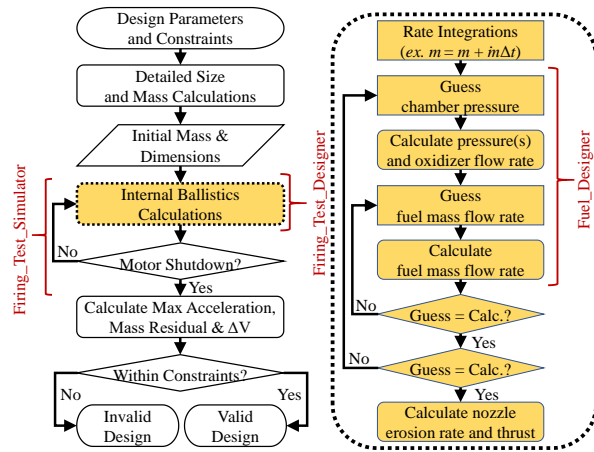 Design Parameters
and Constraints
Detailed Size
and Mass Calculations
Initial Mass &
Dimensions
Internal Ballistics
Calculations
No
Motor Shutdown?
Yes
Calculate Max Acceleration,
Mass Residual & ΔV
Within Constraints?
No
Yes
Invalid
Design
Valid
Design
Firing_Test_Simulator
Firing_Test_Designer
Rate Integrations
(ex. m = m + ṁΔt)
Guess
chamber pressure
Calculate pressure(s)
and oxidizer flow rate
Guess
fuel mass flow rate
Calculate
fuel mass flow rate
No
Guess = Calc.?
Yes
No
Guess = Calc.?
Yes
Calculate nozzle
erosion rate and thrust
Fuel_Designer